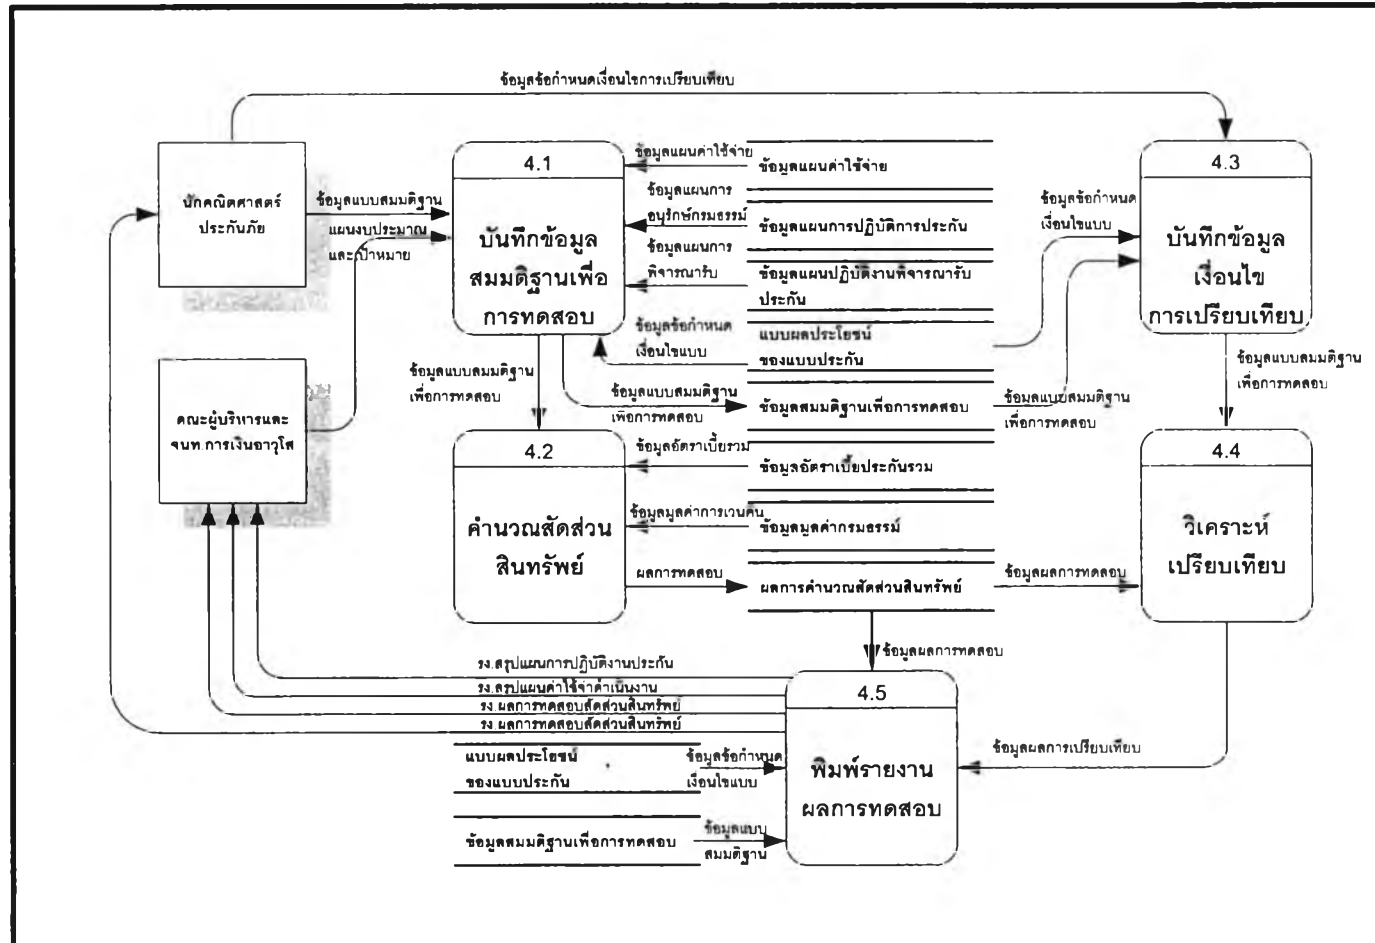 ข้อมูลข้อกำหนดเงื่อนไขการเปรียบเทียบ
นักคณิตศาสตร์
ประกันภัย
ข้อมูลแบบสมมติฐาน
แผนงบประมาณ
และเป้าหมาย
4.1
บันทึกข้อมูล
สมมติฐานเพื่อ
การทดสอบ
ข้อมูลแผนค่าใช้จ่าย
ข้อมูลแผนการ
อนุรักษ์กรมธรรม์
ข้อมูลแผนการ
พิจารณารับ
ข้อมูลข้อกำหนด
เงื่อนไขแบบ
ข้อมูลแผนค่าใช้จ่าย
ข้อมูลแผนการปฏิบัติการประกัน
ข้อมูลแผนปฏิบัติงานพิจารณารับ
ประกัน
แบบผลประโยชน์
ของแบบประกัน
ข้อมูลข้อกำหนด
เงื่อนไขแบบ
4.3
บันทึกข้อมูล
เงื่อนไข
การเปรียบเทียบ
คณะผู้บริหารและ
จนท.การเงินอาวุโส
ข้อมูลแบบสมมติฐาน
เพื่อการทดสอบ
ข้อมูลแบบสมมติฐาน
เพื่อการทดสอบ
ข้อมูลสมมติฐานเพื่อการทดสอบ
ข้อมูลแบบสมมติฐาน
เพื่อการทดสอบ
ข้อมูลแบบสมมติฐาน
เพื่อการทดสอบ
4.2
คำนวณสัดส่วน
สินทรัพย์
ข้อมูลอัตราเบี้ยรวม
ข้อมูลอัตราเบี้ยประกันรวม
ข้อมูลมูลค่าการเวนคืน
ข้อมูลมูลค่ากรมธรรม์
ผลการทดสอบ
ผลการคำนวณสัดส่วนสินทรัพย์
ข้อมูลผลการทดสอบ
4.4
วิเคราะห์
เปรียบเทียบ
ข้อมูลผลการทดสอบ
รง.สรุปแผนการปฏิบัติงานประกัน
รง.สรุปแผนค่าใช้จ่าดำเนินงาน
รง.ผลการทดสอบสัดส่วนสินทรัพย์
รง.ผลการทดสอบสัดส่วนสินทรัพย์
4.5
พิมพ์รายงาน
ผลการทดสอบ
ข้อมูลผลการเปรียบเทียบ
แบบผลประโยชน์
ของแบบประกัน
ข้อมูลข้อกำหนด
เงื่อนไขแบบ
ข้อมูลสมมติฐานเพื่อการทดสอบ
ข้อมูลแบบ
สมมติฐาน